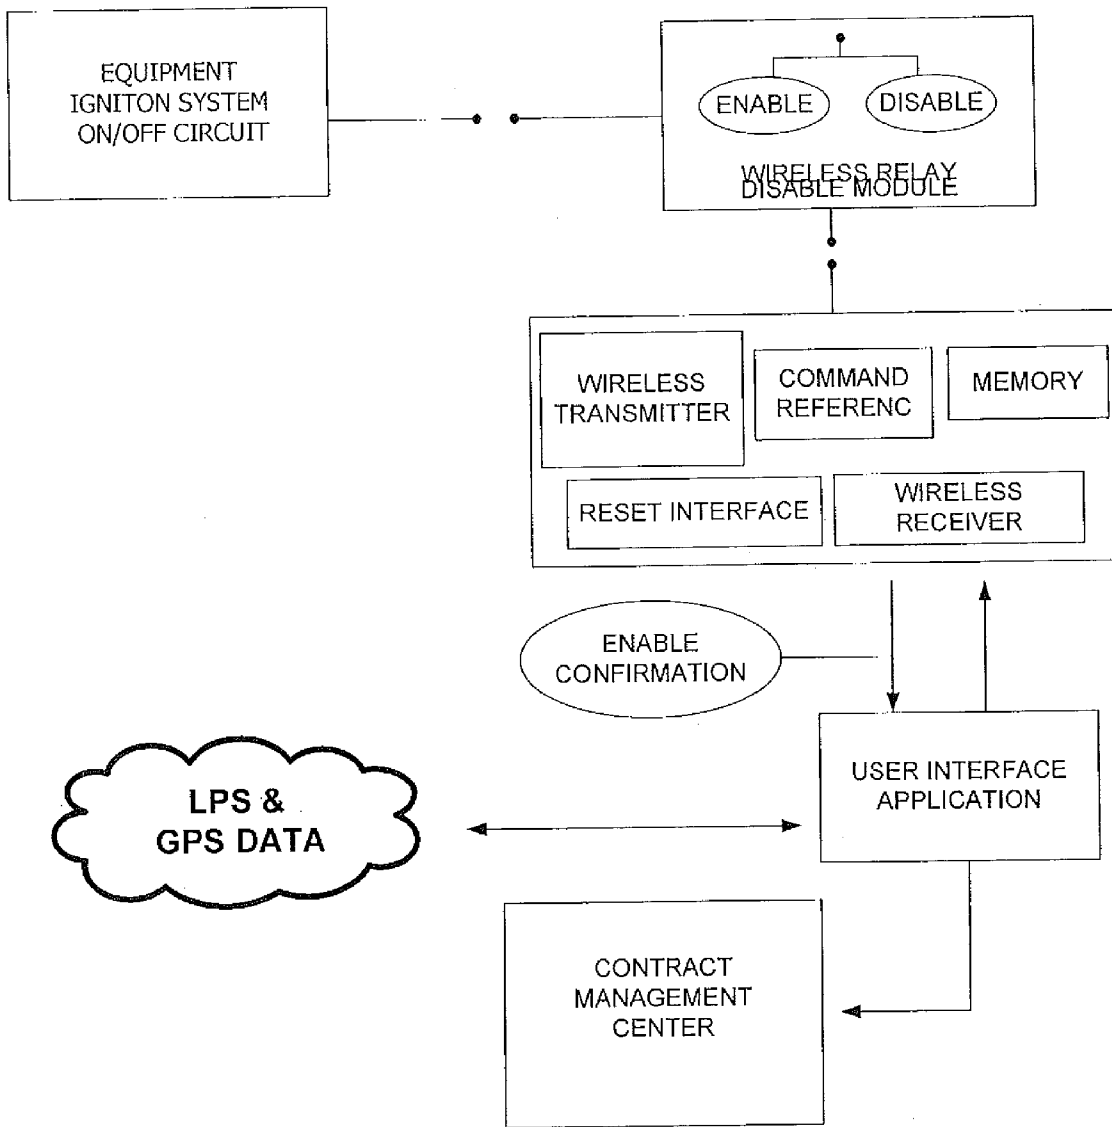 EQUIPMENT
IGNITON SYSTEM
ON/OFF CIRCUIT
ENABLE
DISABLE
WIRELESS RELAY
DISABLE MODULE
WIRELESS
TRANSMITTER
COMMAND
REFERENC
MEMORY
RESET INTERFACE
WIRELESS
RECEIVER
ENABLE
CONFIRMATION
USER INTERFACE
APPLICATION
LPS &
GPS DATA
CONTRACT
MANAGEMENT
CENTER